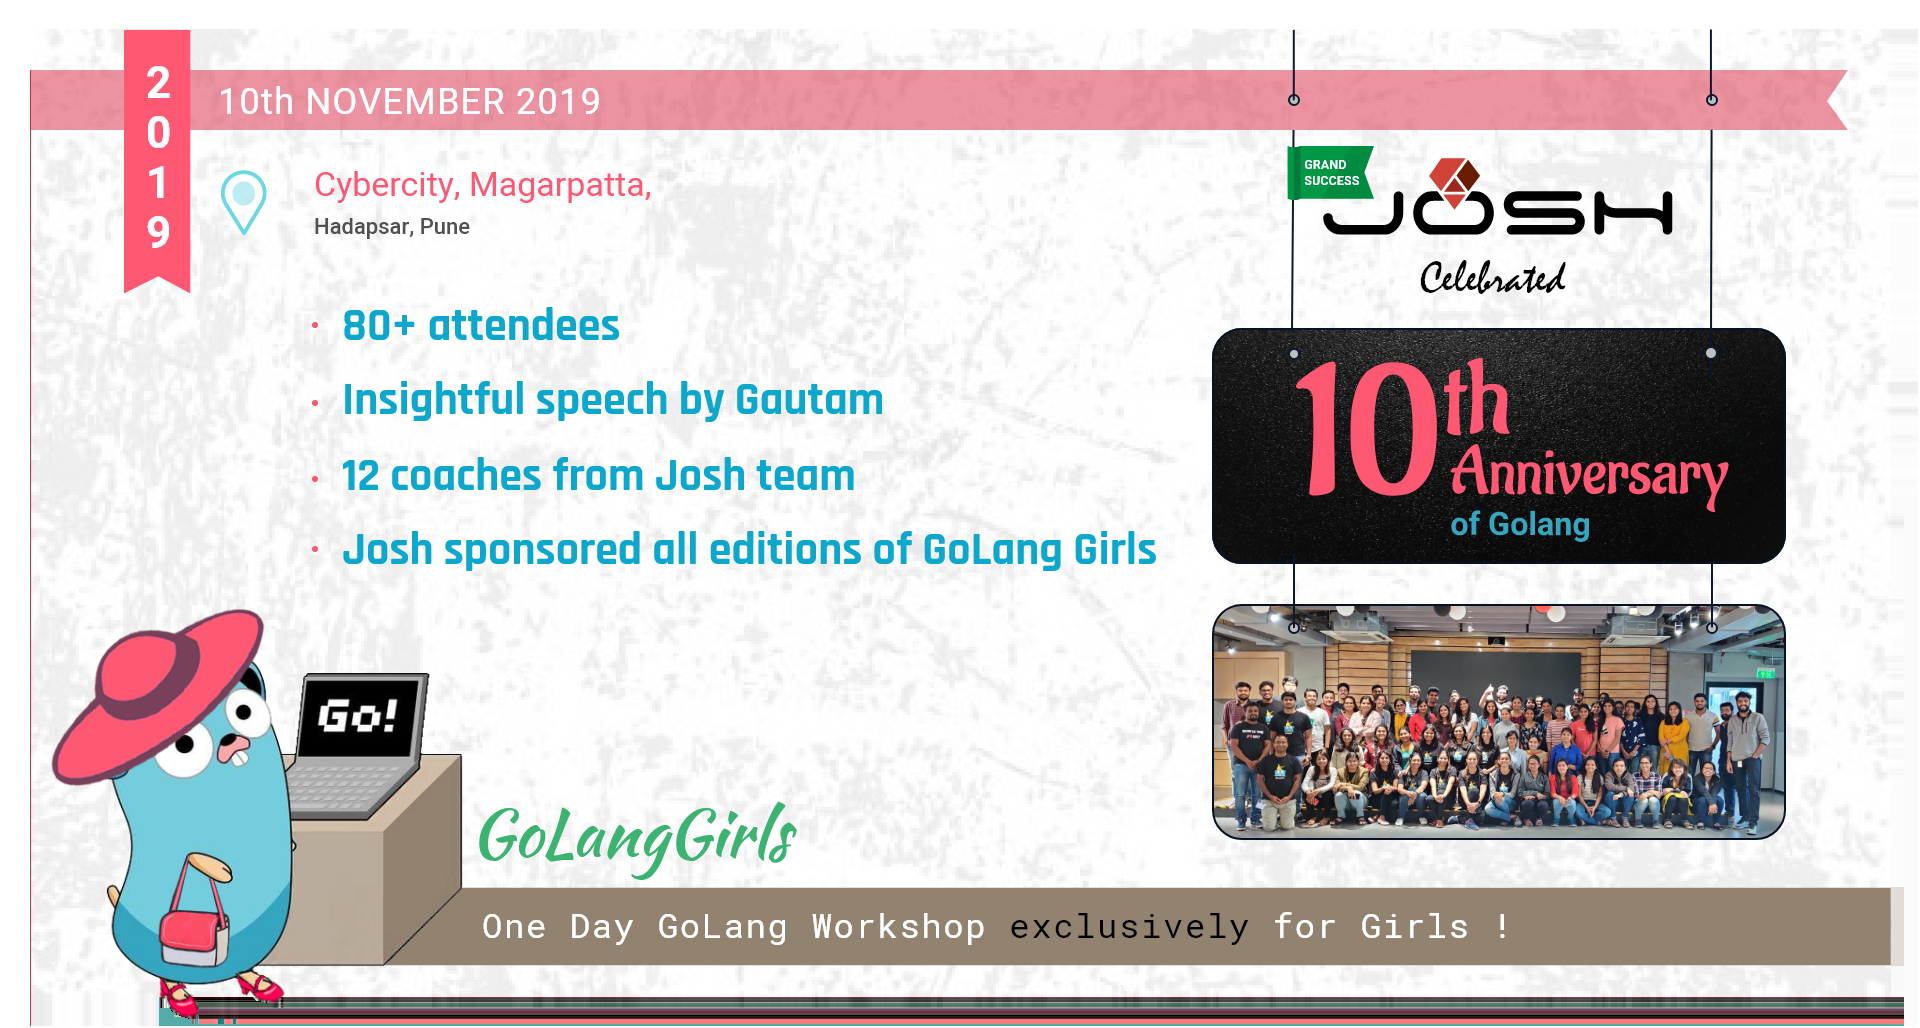 2019
10th NOVEMBER 2019
Cybercity, Magarpatta,
Hadapsar, Pune
80+ attendees
Insightful speech by Gautam
12 coaches from Josh team
Josh sponsored all editions of GoLang Girls
GRAND
SUCCESS
JOSH
Celebrated
10th
Anniversary
of Golang
Go!
GoLangGirls
One Day GoLang Workshop exclusively for Girls !